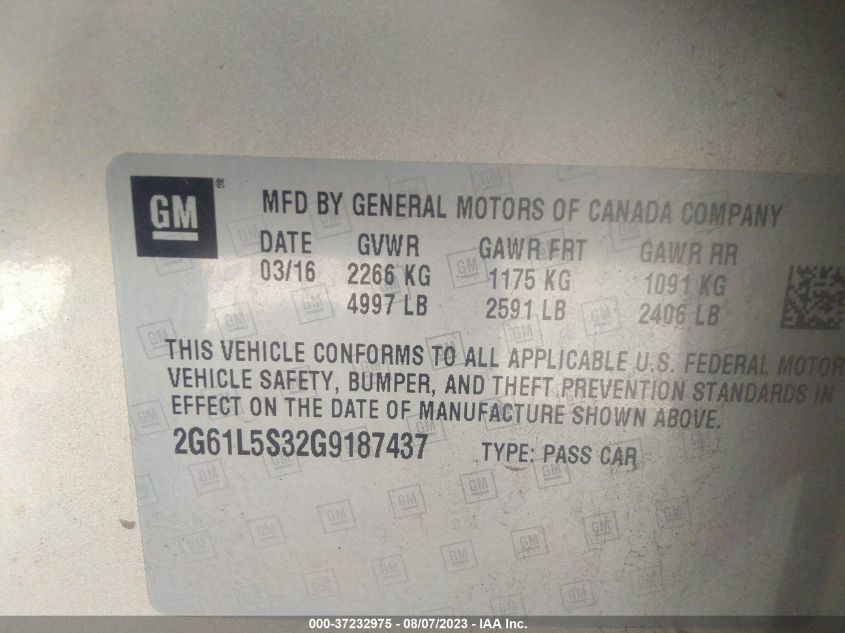 GM ®
MFD BY GENERAL MOTORS OF CANADA COMPANY
DATE GVWR GAWR FRT GAWR RR
03/16 2266 KG 1175 KG 1091 KG
4997 LB 2591 LB 2406 LB
THIS VEHICLE CONFORMS TO ALL APPLICABLE U.S. FEDERAL MOTOR
VEHICLE SAFETY, BUMPER, AND THEFT PREVENTION STANDARDS IN
EFFECT ON THE DATE OF MANUFACTURE SHOWN ABOVE.
2G61L5S32G9187437 TYPE: PASS CAR
000-37232975 - 08/07/2023 - IAA Inc.